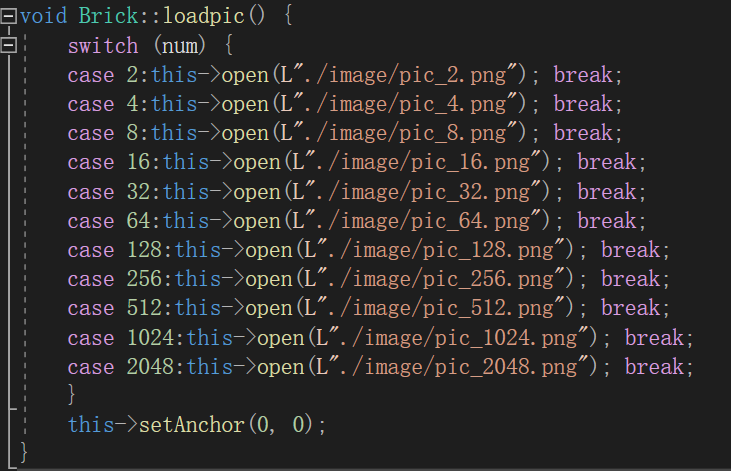 void Brick::loadpic() {
switch (num) {
case 2:this->open(L"./image/pic_2.png"); break;
case 4:this->open(L"./image/pic_4.png"); break;
case 8:this->open(L"./image/pic_8.png"); break;
case 16:this->open(L"./image/pic_16.png"); break;
case 32:this->open(L"./image/pic_32.png"); break;
case 64:this->open(L"./image/pic_64.png"); break;
case 128:this->open(L"./image/pic_128.png"); break;
case 256:this->open(L"./image/pic_256.png"); break;
case 512:this->open(L"./image/pic_512.png"); break;
case 1024:this->open(L"./image/pic_1024.png"); break;
case 2048:this->open(L"./image/pic_2048.png"); break;
}
this->setAnchor(0, 0);
}